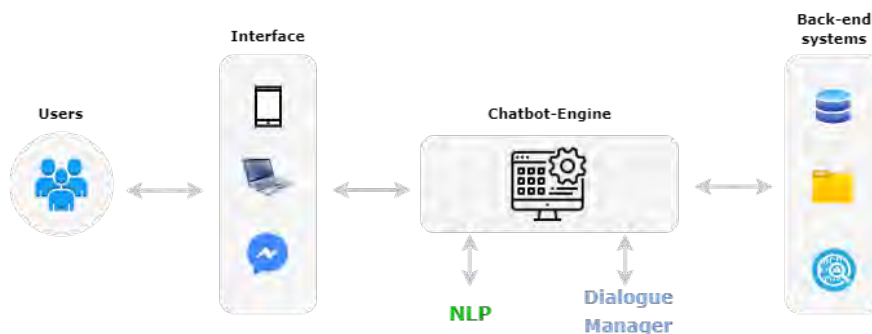 Users
Interface
Chatbot-Engine
NLP
Dialogue
Manager
Back-end
systems